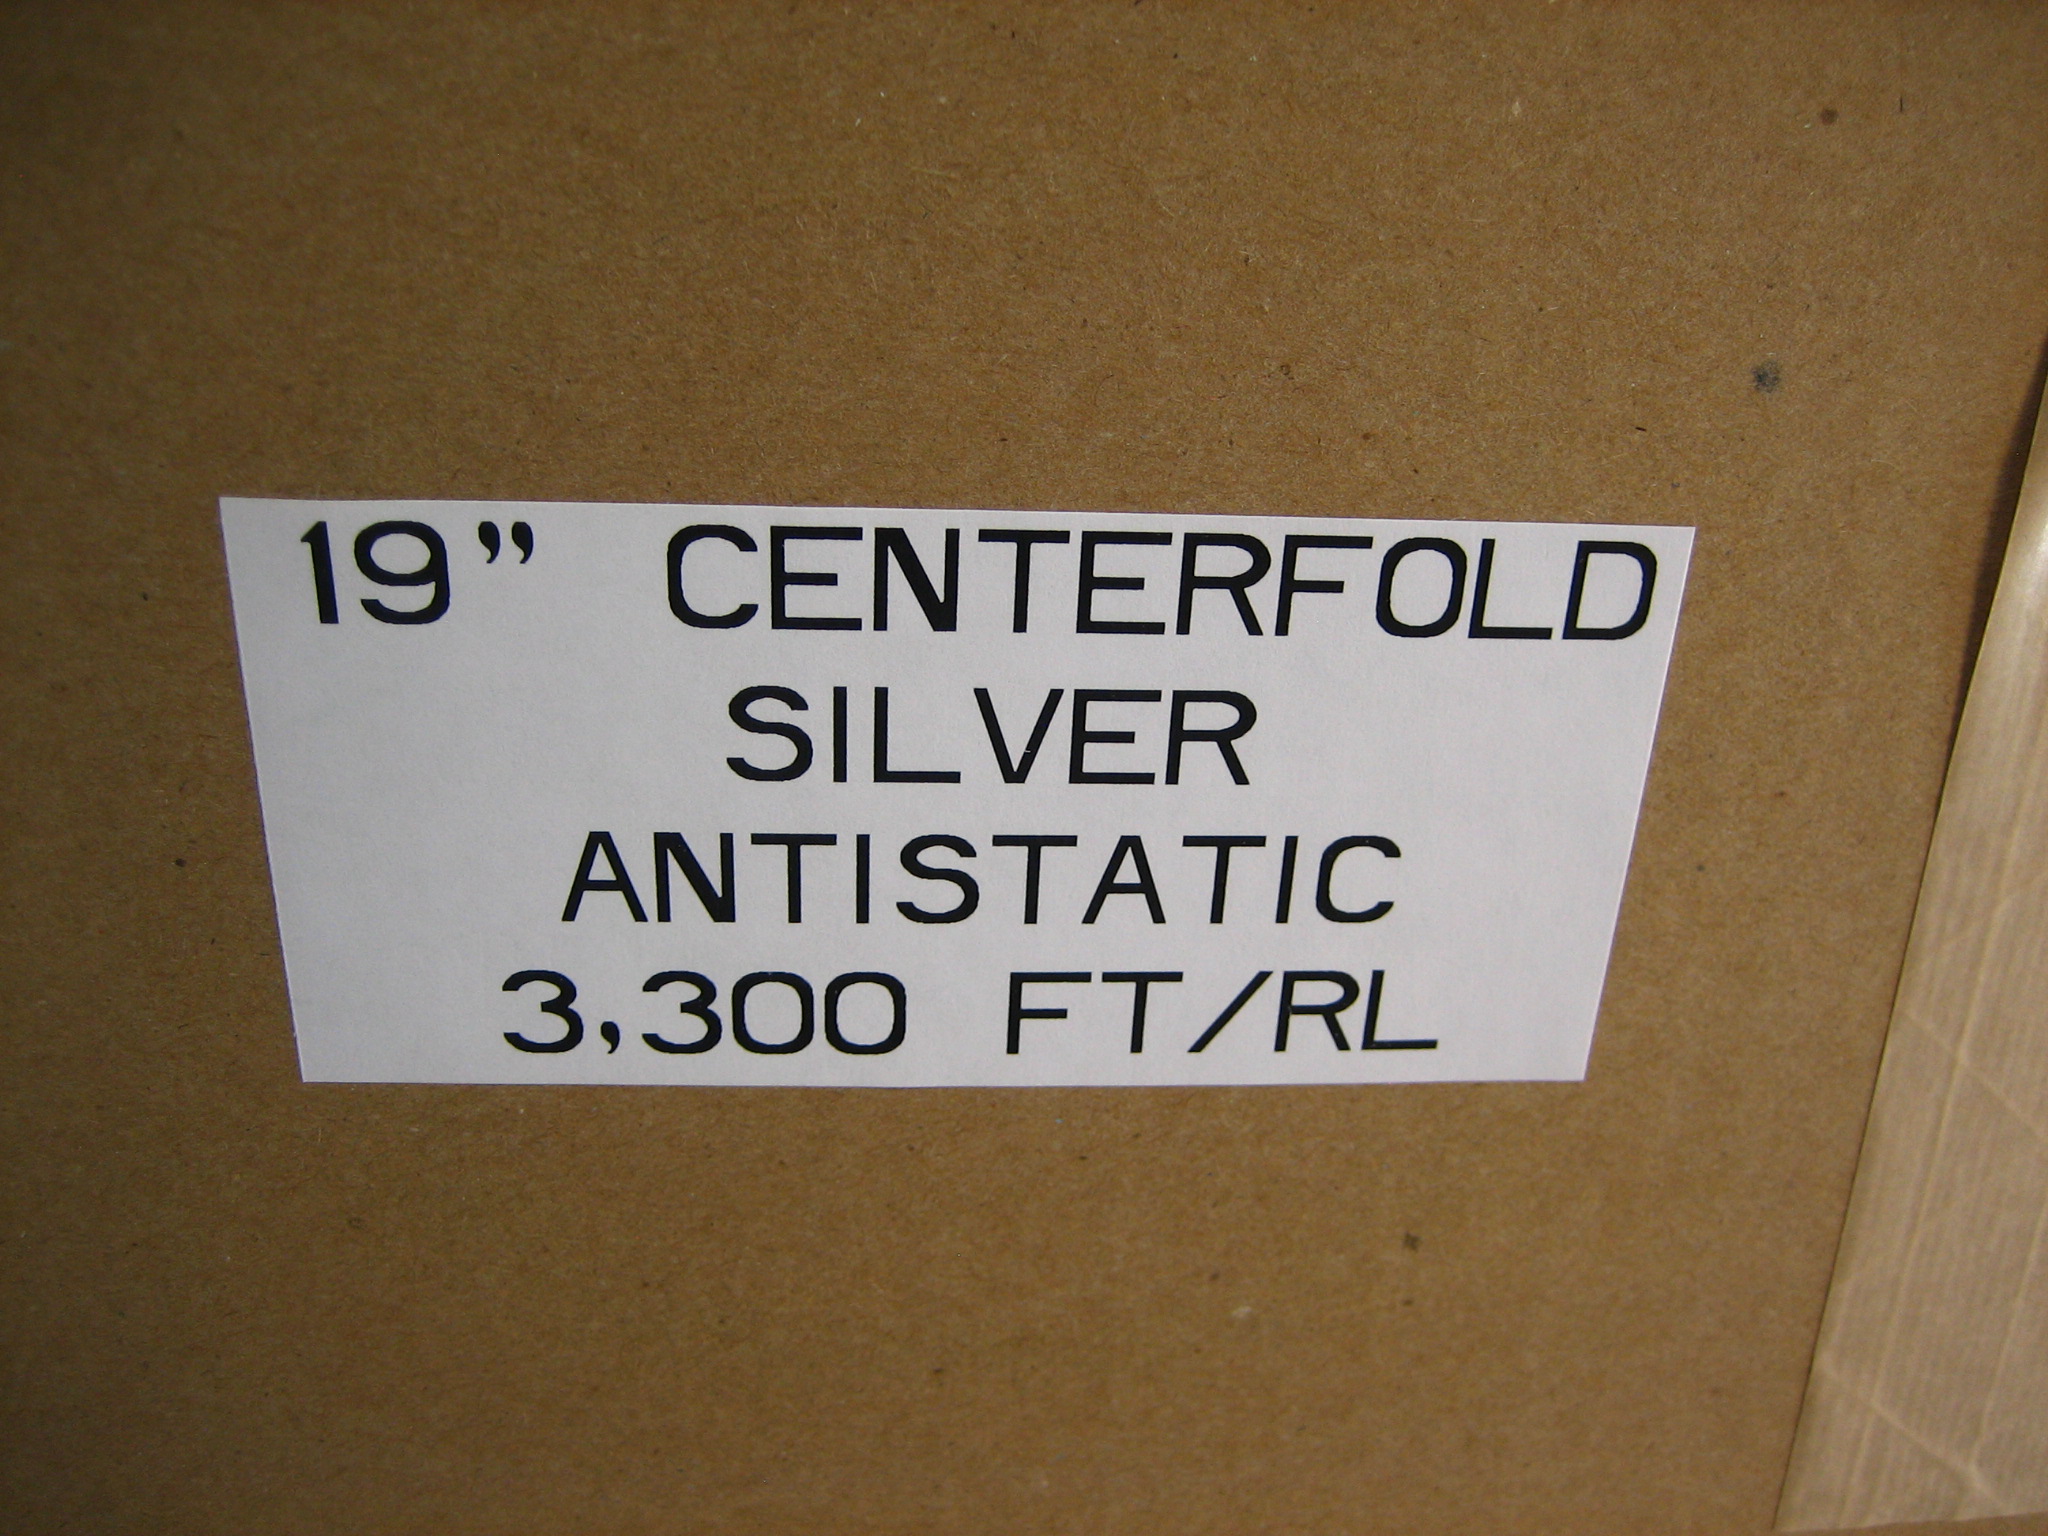 19” CENTERFOLD
SILVER
ANTISTATIC
3,300 FT/RL